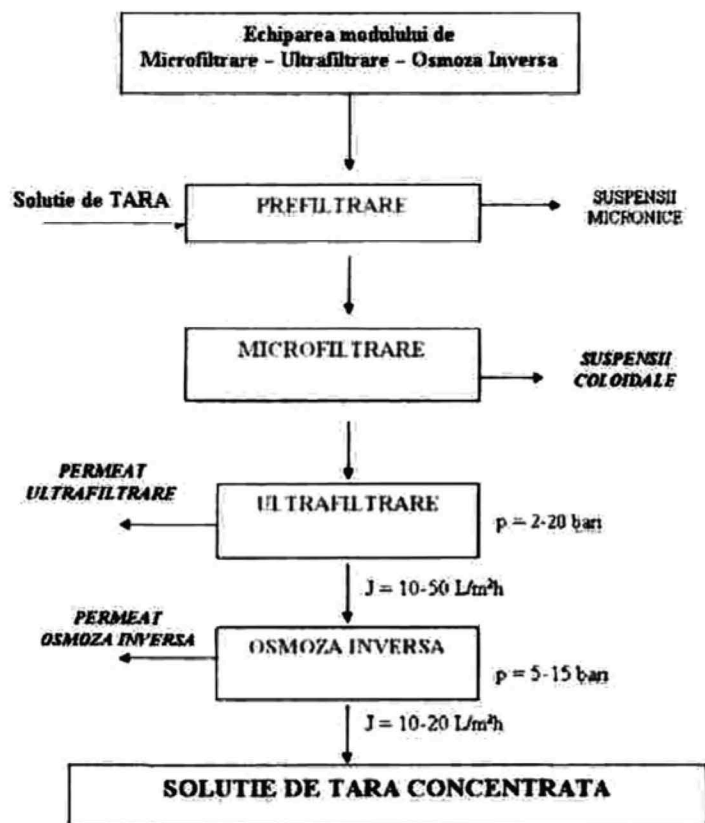 Echiparea modulului de
Microfiltrare – Ultrafiltrare – Osmoza Inversa
Solutie de TARA
PREFILTRARE
SUSPENSII
MICRONICE
MICROFILTRARE
SUSPENSII
COLOIDALE
PERMEAT
ULTRAFILTRARE
ULTRAFILTRARE
p = 2-20 bari
J = 10-50 L/m²h
PERMEAT
OSMOZA INVERSA
OSMOZA INVERSA
p = 5-15 bari
J = 10-20 L/m²h
SOLUTIE DE TARA CONCENTRATA